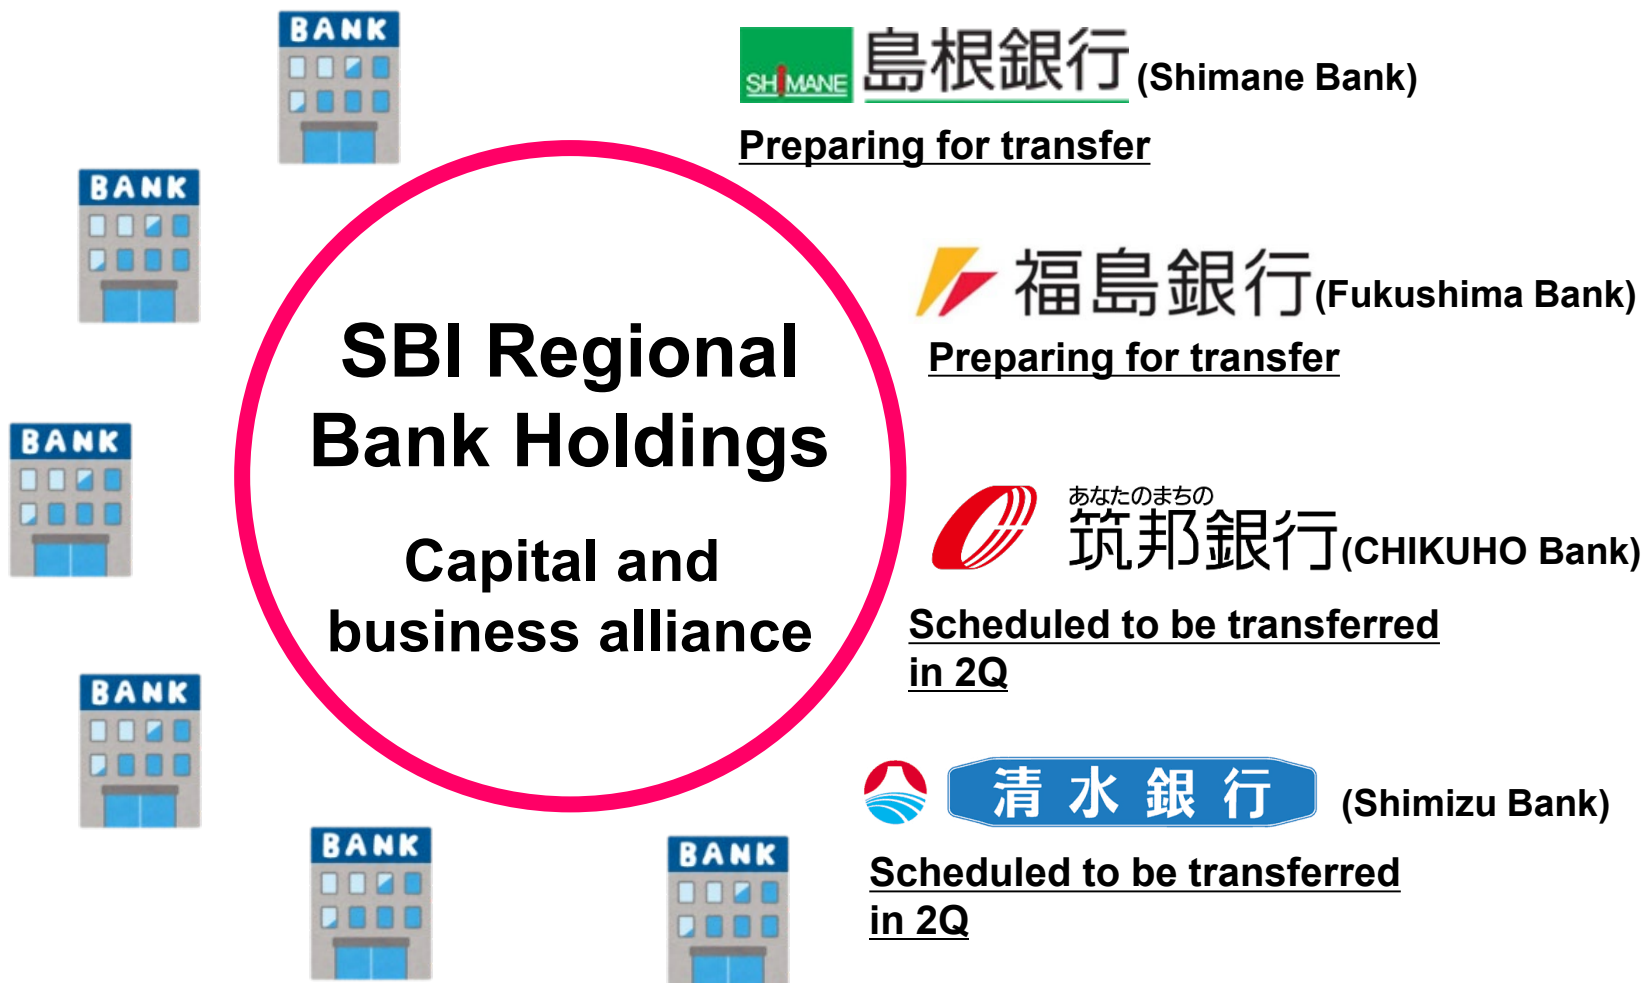 BANK
BANK
BANK
BANK
BANK
BANK
SBI Regional
Bank Holdings
Capital and
business alliance
SHIMANE 島根銀行 (Shimane Bank)
Preparing for transfer
福島銀行 (Fukushima Bank)
Preparing for transfer
あなたのまちの
筑邦銀行 (CHIKUHO Bank)
Scheduled to be transferred
in 2Q
清水銀行 (Shimizu Bank)
Scheduled to be transferred
in 2Q